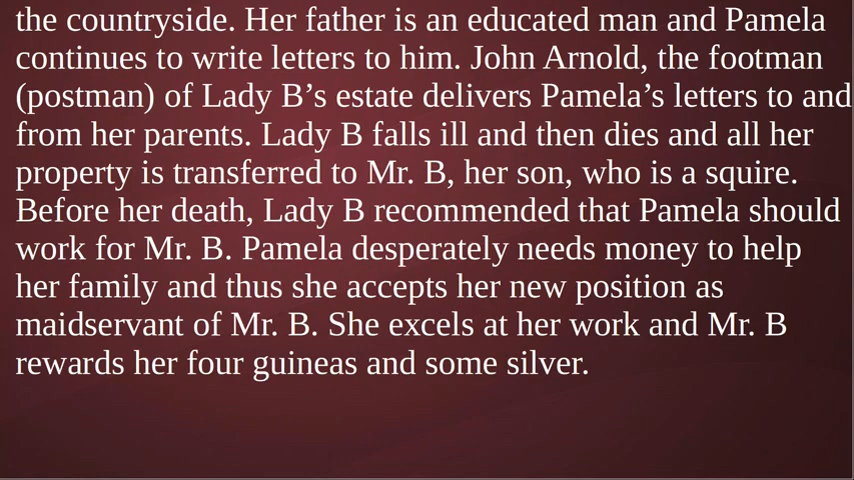 the countryside. Her father is an educated man and Pamela
continues to write letters to him. John Arnold, the footman
(postman) of Lady B’s estate delivers Pamela’s letters to and
from her parents. Lady B falls ill and then dies and all her
property is transferred to Mr. B, her son, who is a squire.
Before her death, Lady B recommended that Pamela should
work for Mr. B. Pamela desperately needs money to help
her family and thus she accepts her new position as
maidservant of Mr. B. She excels at her work and Mr. B
rewards her four guineas and some silver.